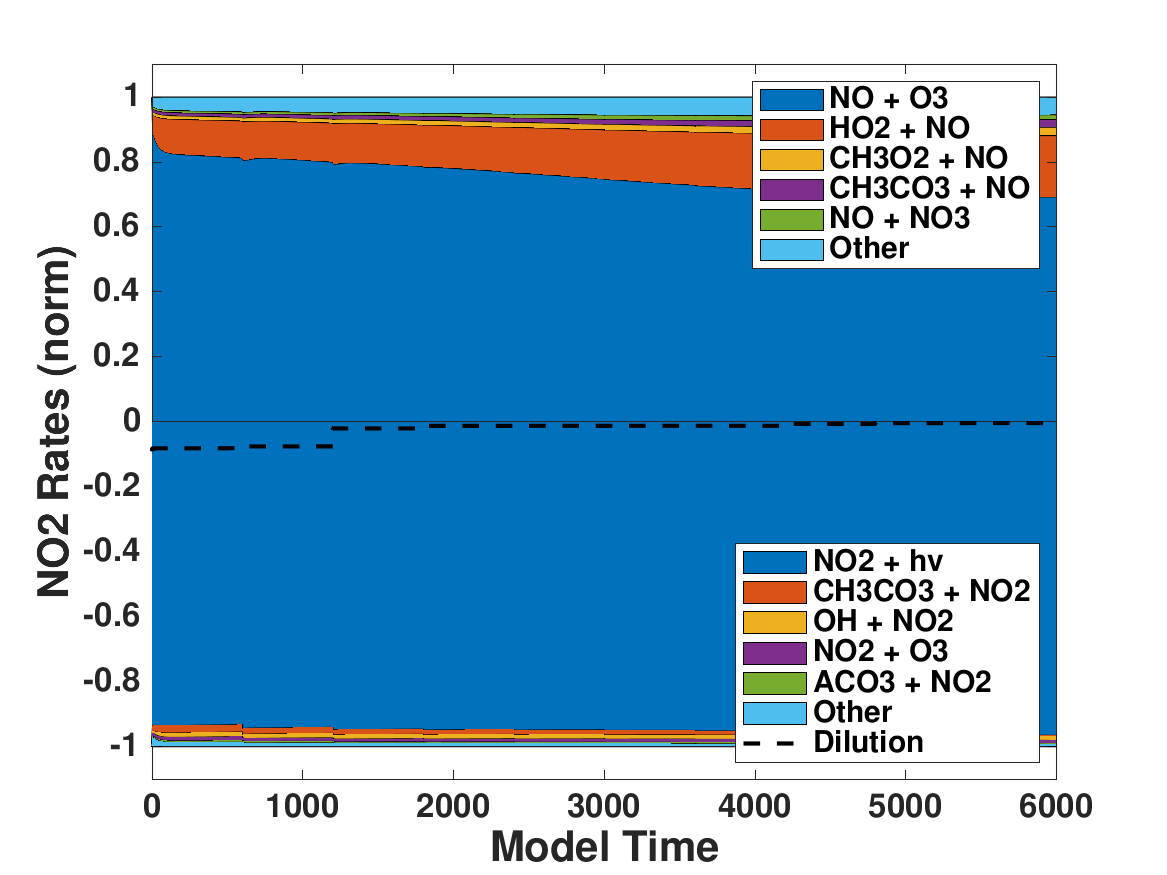 NO + O3
HO2 + NO
CH3O2 + NO
CH3CO3 + NO
NO + NO3
Other
1
0.8
0.6
0.4
0.2
0
-0.2
-0.4
-0.6
-0.8
-1
NO2 Rates (norm)
NO2 + hv
CH3CO3 + NO2
OH + NO2
NO2 + O3
ACO3 + NO2
Other
Dilution
0 1000 2000 3000 4000 5000 6000
Model Time